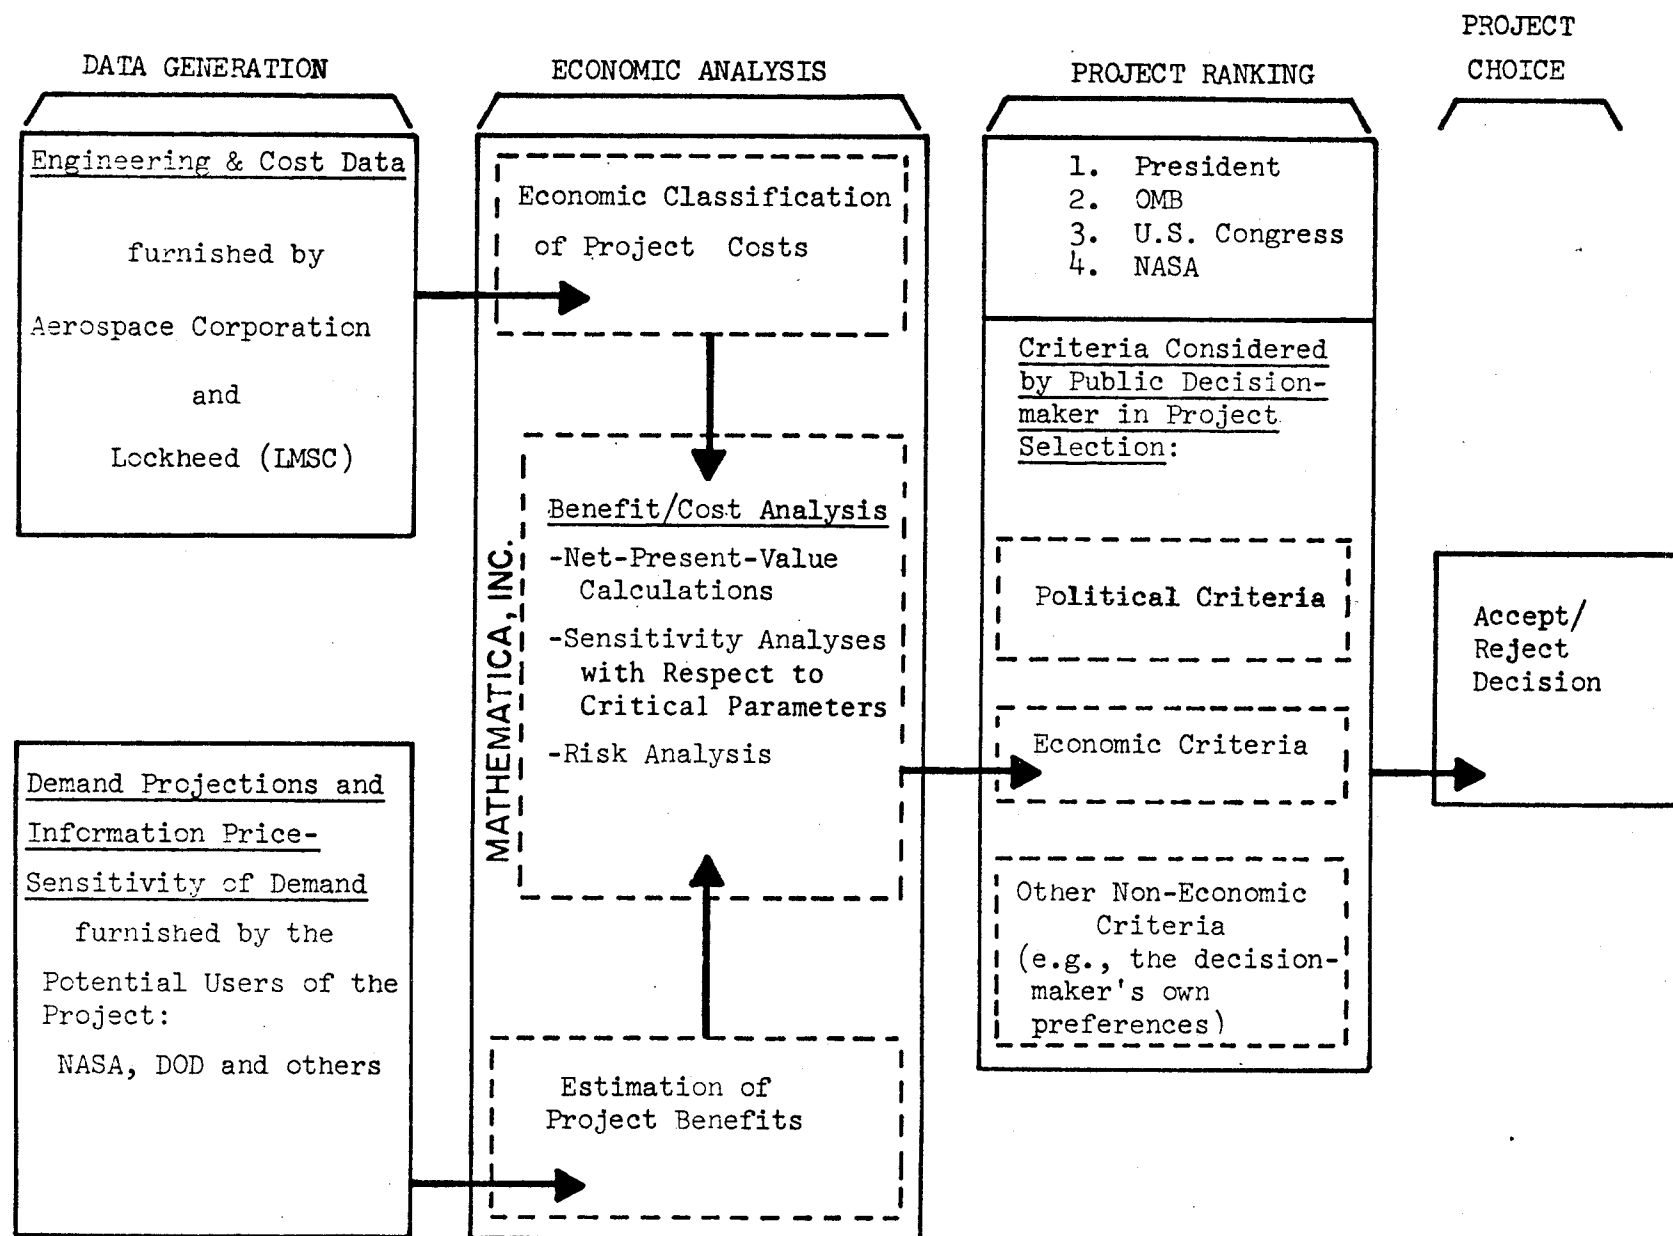 DATA GENERATION
Engineering & Cost Data
furnished by
Aerospace Corporation
and
Lockheed (LMSC)
Demand Projections and
Information Price-
Sensitivity of Demand
furnished by the
Potential Users of the
Project:
NASA, DOD and others
ECONOMIC ANALYSIS
MATHEMATICA, INC.
Economic Classification
of Project Costs
Benefit/Cost Analysis
-Net-Present-Value
Calculations
-Sensitivity Analyses
with Respect to
Critical Parameters
-Risk Analysis
Estimation of
Project Benefits
PROJECT RANKING
1. President
2. OMB
3. U.S. Congress
4. NASA
Criteria Considered
by Public Decision-
maker in Project
Selection:
Political Criteria
Economic Criteria
Other Non-Economic
Criteria
(e.g., the decision-
maker's own
preferences)
PROJECT
CHOICE
Accept/
Reject
Decision